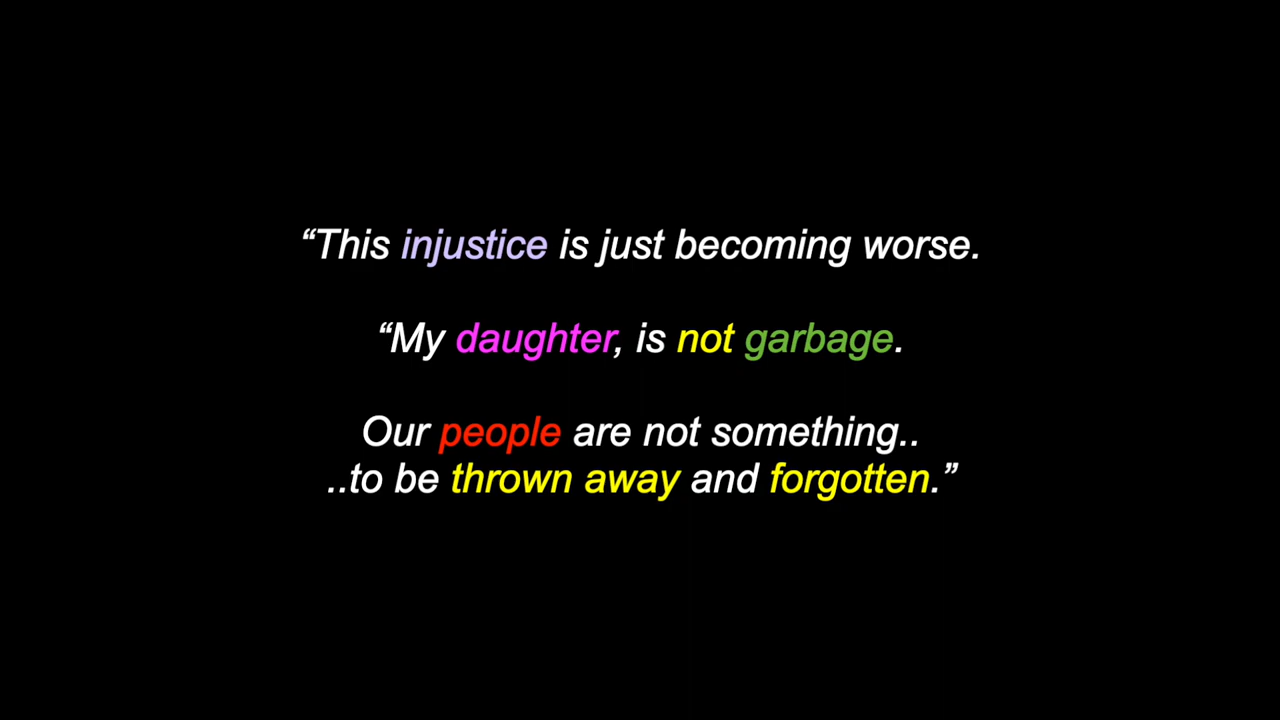 “This injustice is just becoming worse.
“My daughter, is not garbage.
Our people are not something..
..to be thrown away and forgotten.”